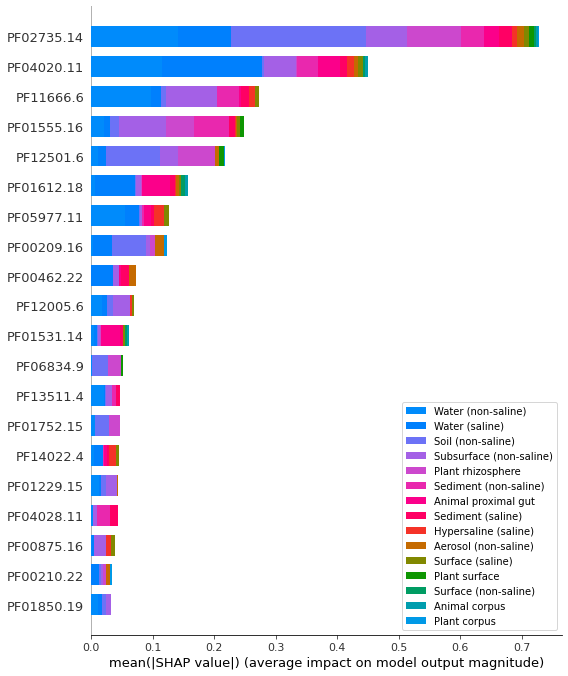 PF02735.14
PF04020.11
PF11666.6
PF01555.16
PF12501.6
PF01612.18
PF05977.11
PF00209.16
PF00462.22
PF12005.6
PF01531.14
PF06834.9
PF13511.4
PF01752.15
PF14022.4
PF01229.15
PF04028.11
PF00875.16
PF00210.22
PF01850.19
Water (non-saline)
Water (saline)
Soil (non-saline)
Subsurface (non-saline)
Plant rhizosphere
Sediment (non-saline)
Animal proximal gut
Sediment (saline)
Hypersaline (saline)
Aerosol (non-saline)
Surface (saline)
Plant surface
Surface (non-saline)
Animal corpus
Plant corpus
0.0 0.1 0.2 0.3 0.4 0.5 0.6 0.7
mean(|SHAP value|) (average impact on model output magnitude)